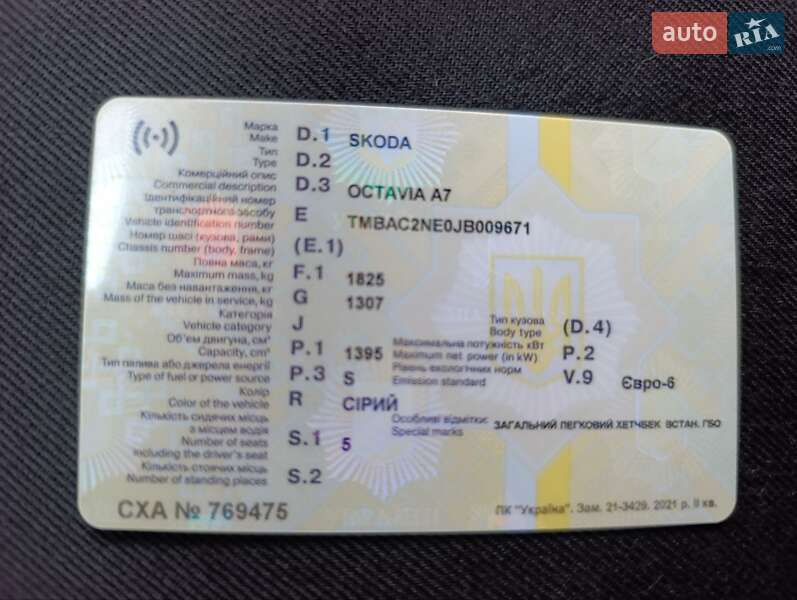 auto RIA .com
Марка
Make D.1 SKODA
Тип
Type D.2
Комерційний опис
Commercial description D.3 OCTAVIA A7
Ідентифікаційний номер
транспортного засобу
Vehicle identification number E TMBAC2NE0JB009671
Номер шасі (кузова, рами)
Chassis number (body, frame) (E.1)
Повна маса, кг
Maximum mass, kg F.1 1825
Маса без навантаження, кг
Mass of the vehicle in service, kg G 1307
Категорія
Vehicle category J
Тип кузова
Body type (D.4)
Об'єм двигуна, см³
Capacity, cm³ P.1 1395
Максимальна потужність кВт
Maximum net power (in kW) P.2
Тип палива або джерела енергії
Type of fuel or power source P.3 S
Рівень екологічних норм
Emission standard V.9 Євро-6
Колір
Color of the vehicle R СІРИЙ
Особливі відмітки:
Special marks ЗАГАЛЬНИЙ ЛЕГКОВИЙ ХЕТЧБЕК ВСТАН. ГБО
Кількість сидячих місць
з місцем водія
Number of seats
including the driver's seat S.1 5
Кількість стоячих місць
Number of standing places S.2
СХА № 769475
ПК "Україна". Зам. 21-3429. 2021 р. II кв.